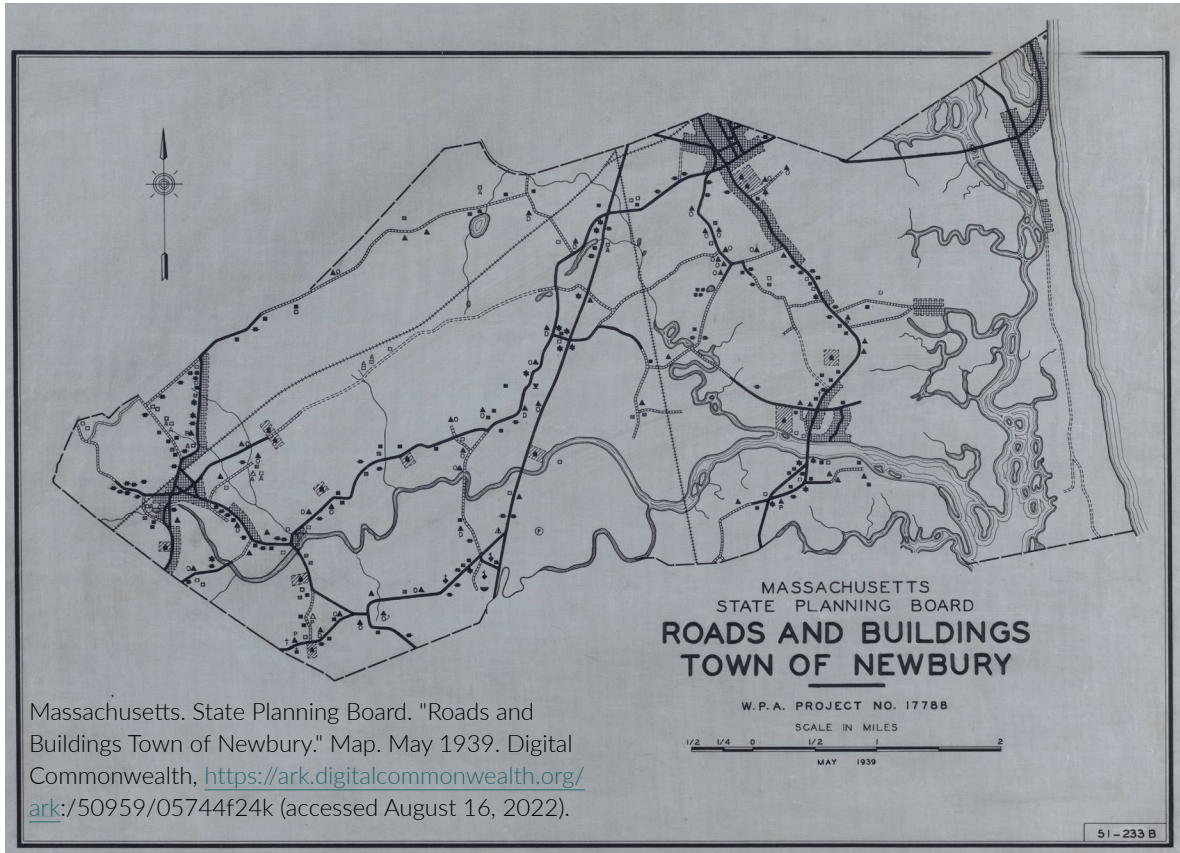 MASSACHUSETTS
STATE PLANNING BOARD
ROADS AND BUILDINGS
TOWN OF NEWBURY
W.P.A. PROJECT NO. 17788
SCALE IN MILES
1/2 1/4 0 1/2 1 2
MAY 1939
Massachusetts. State Planning Board. "Roads and
Buildings Town of Newbury." Map. May 1939. Digital
Commonwealth, https://ark.digitalcommonwealth.org/
ark:/50959/05744f24k (accessed August 16, 2022).
51-233 B